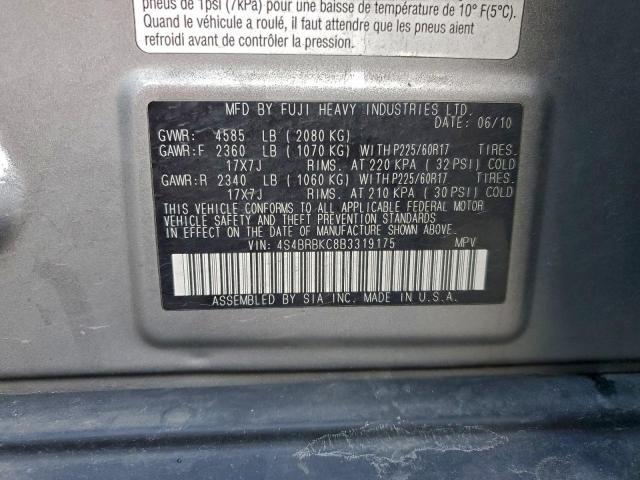 pneus de 1psi (7kPa) pour une baisse de température de 10° F(5°C).
Quand le véhicule a roulé, il faut attendre que les pneus aient
refroidi avant de contrôler la pression.
MFD BY FUJI HEAVY INDUSTRIES LTD.
DATE: 06/10
GVWR: 4585 LB ( 2080 KG)
GAWR:F 2360 LB ( 1070 KG) WITH P225/60R17 TIRES.
17X7J RIMS. AT 220 KPA ( 32 PSI) COLD
GAWR:R 2340 LB ( 1060 KG) WITH P225/60R17 TIRES.
17X7J RIMS. AT 210 KPA ( 30 PSI) COLD
THIS VEHICLE CONFORMS TO ALL APPLICABLE FEDERAL MOTOR
VEHICLE SAFETY AND THEFT PREVENTION STANDARDS
IN EFFECT ON THE DATE OF MANUFACTURE SHOWN ABOVE.
VIN: 4S4BRBKC8B3319175 MPV
ASSEMBLED BY SIA INC. MADE IN U.S.A.